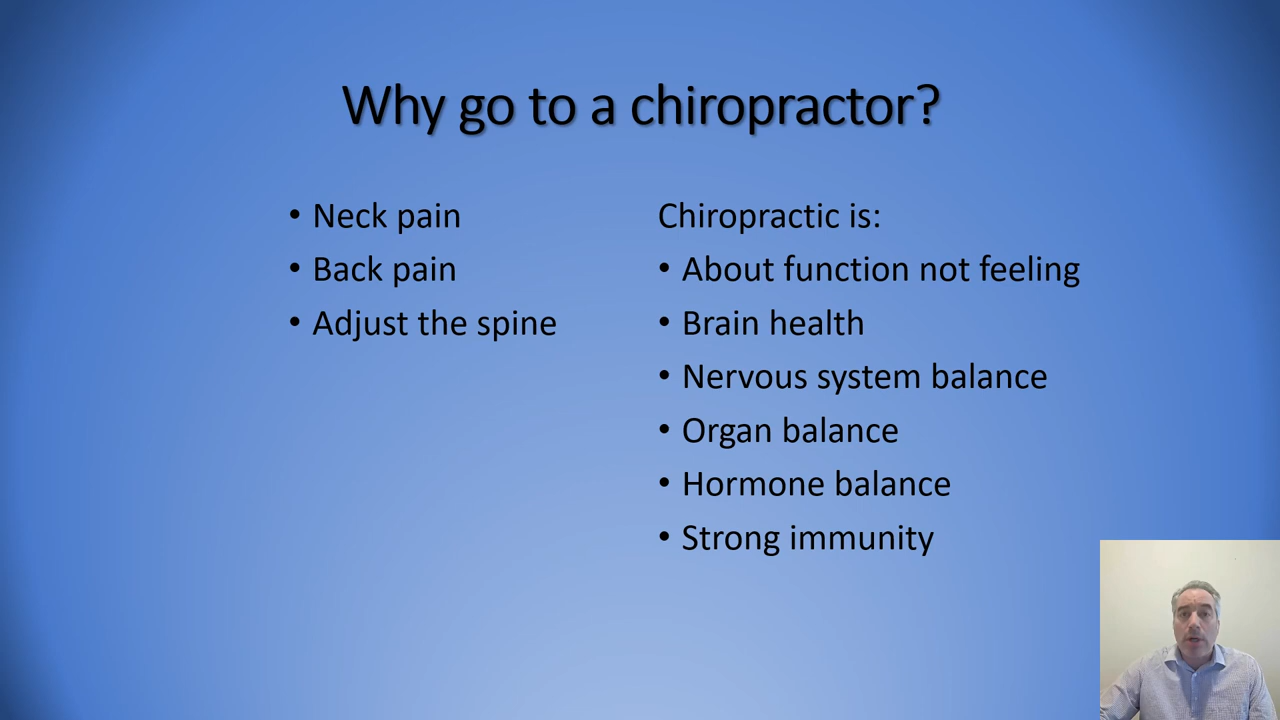 Why go to a chiropractor?
• Neck pain
• Back pain
• Adjust the spine
Chiropractic is:
• About function not feeling
• Brain health
• Nervous system balance
• Organ balance
• Hormone balance
• Strong immunity